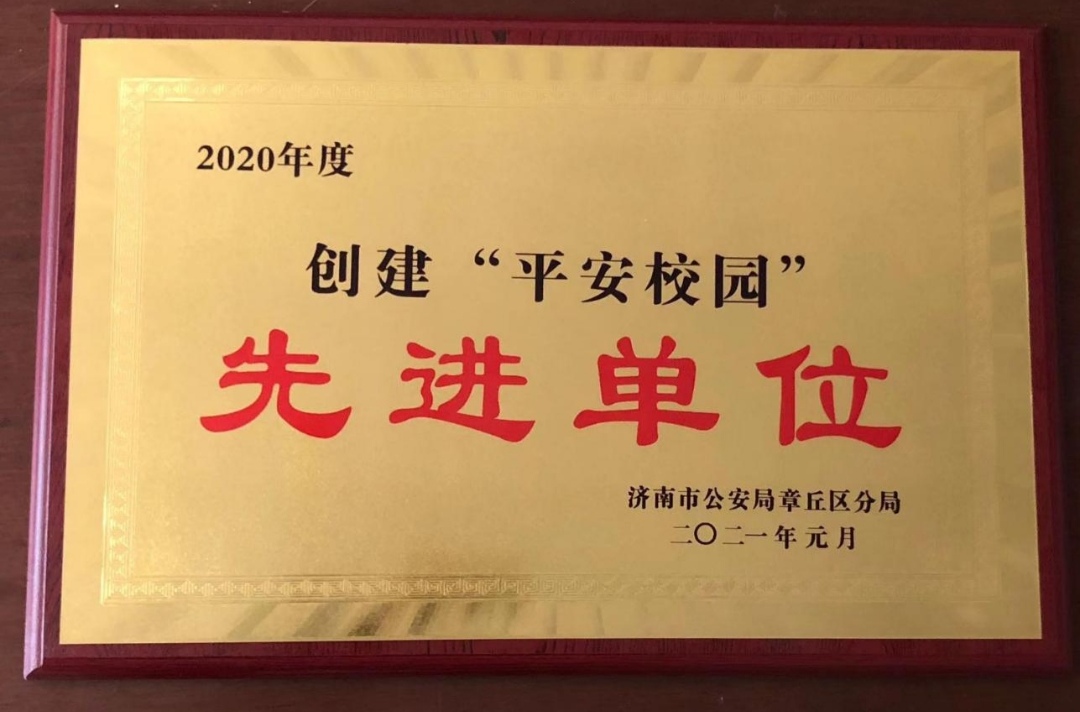 2020年度
创建“平安校园”
先进单位
济南市公安局章丘区分局
二〇二一年元月